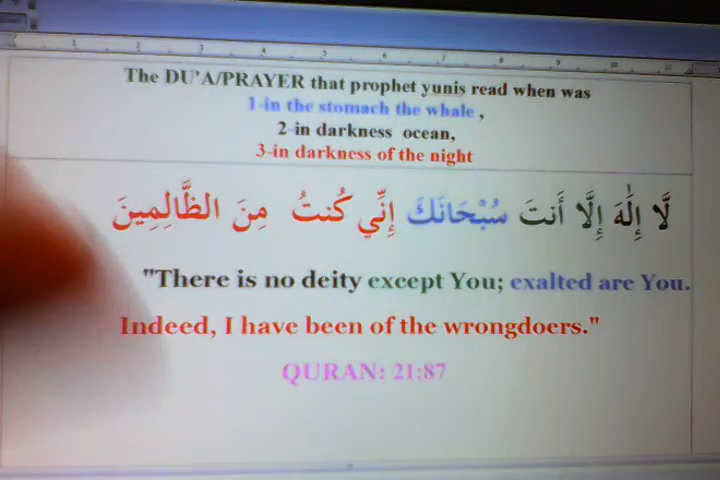 The DU'A/PRAYER that prophet yunis read when was
1-in the stomach the whale ,
2-in darkness ocean,
3-in darkness of the night
لَّا إِلَٰهَ إِلَّا أَنتَ سُبْحَانَكَ إِنِّي كُنتُ مِنَ الظَّالِمِينَ
"There is no deity except You; exalted are You.
Indeed, I have been of the wrongdoers."
QURAN: 21:87